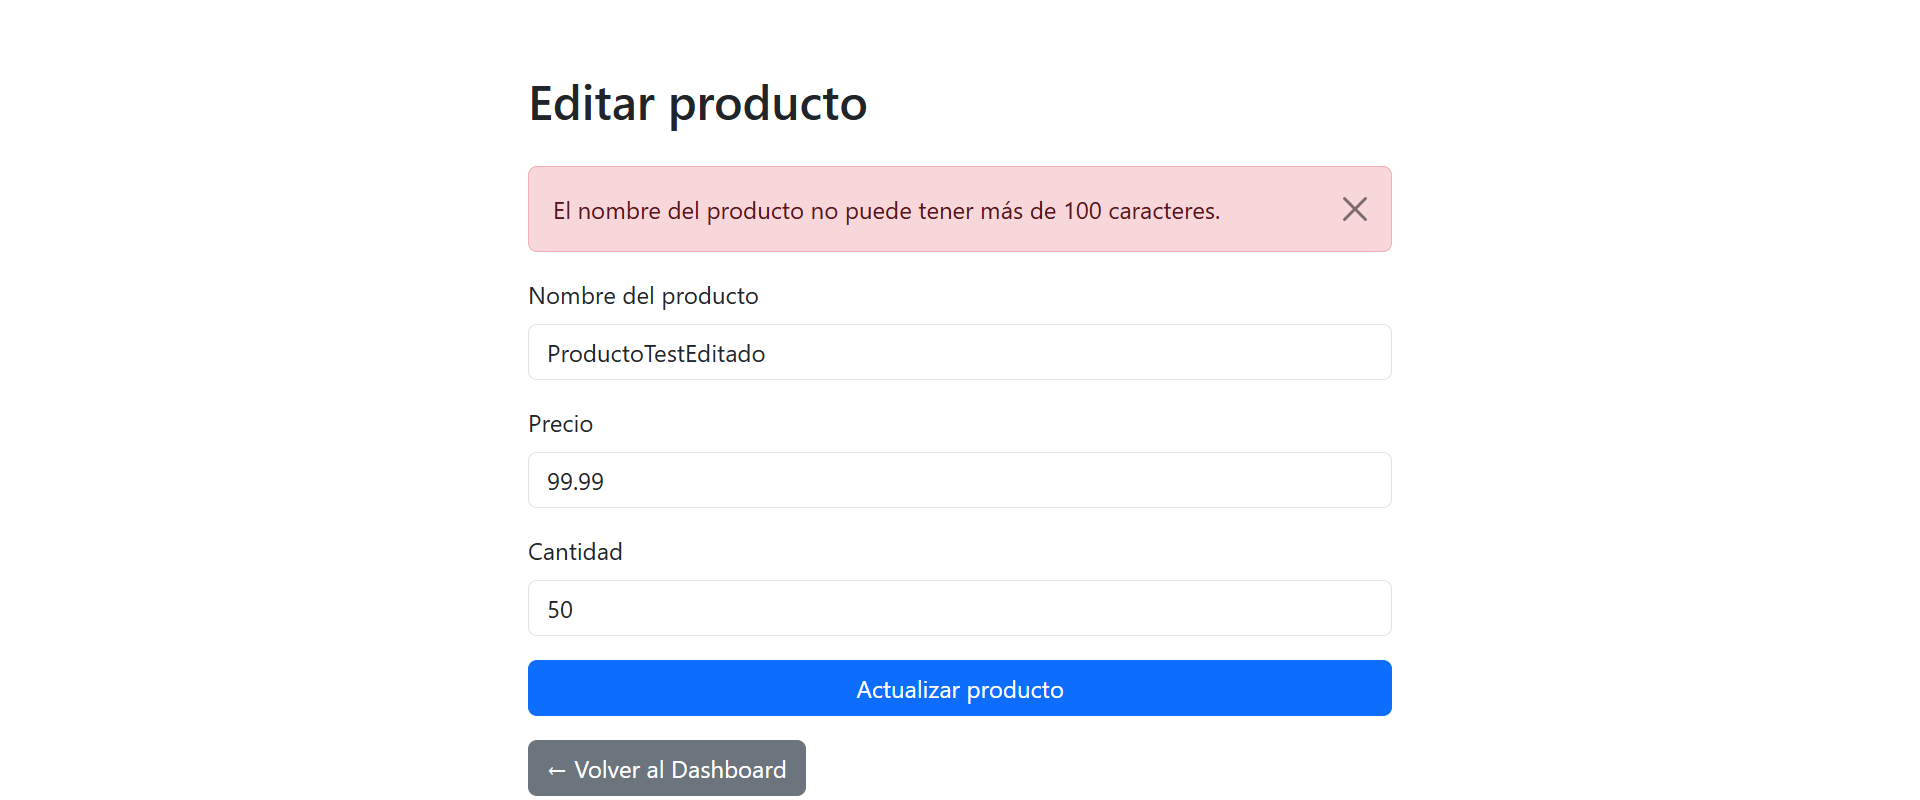 Editar producto
El nombre del producto no puede tener más de 100 caracteres.
Nombre del producto
ProductoTestEditado
Precio
99.99
Cantidad
50
Actualizar producto
← Volver al Dashboard